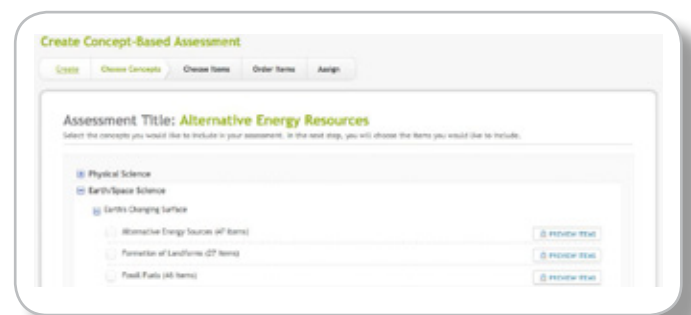 Create Concept-Based Assessment
Create Choose Concepts Choose Items Order Items Assign
Assessment Title: Alternative Energy Resources
Select the concepts you would like to include in your assessment. In the next step, you will choose the items you would like to include.
Physical Science
Earth/Space Science
Earth's Changing Surface
Alternative Energy Sources (47 items) PREVIEW ITEMS
Formation of Landforms (27 items) PREVIEW ITEMS
Fossil Fuels (46 items) PREVIEW ITEMS